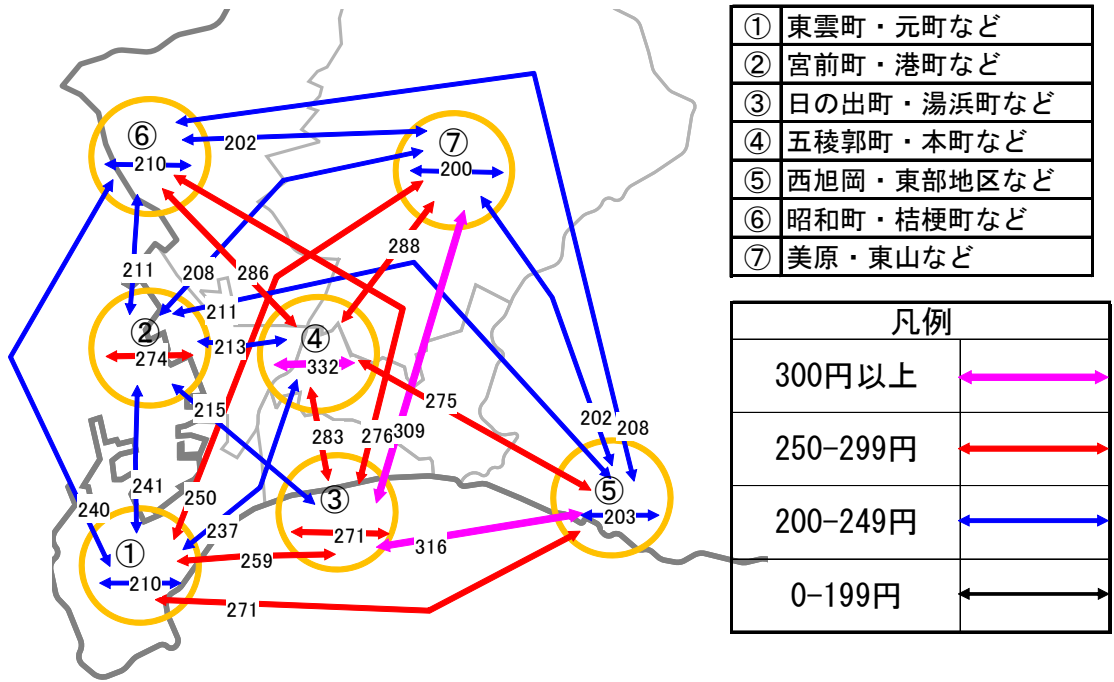 ① 東雲町・元町など
② 宮前町・港町など
③ 日の出町・湯浜町など
④ 五稜郭町・本町など
⑤ 西旭岡・東部地区など
⑥ 昭和町・桔梗町など
⑦ 美原・東山など
凡例
300円以上
250-299円
200-249円
0-199円
⑥
210
202
⑦
200
211
208
286
288
211
②
274
213
④
332
215
275
283
276
309
202
208
③
271
⑤
203
240
241
250
237
①
210
259
316
271